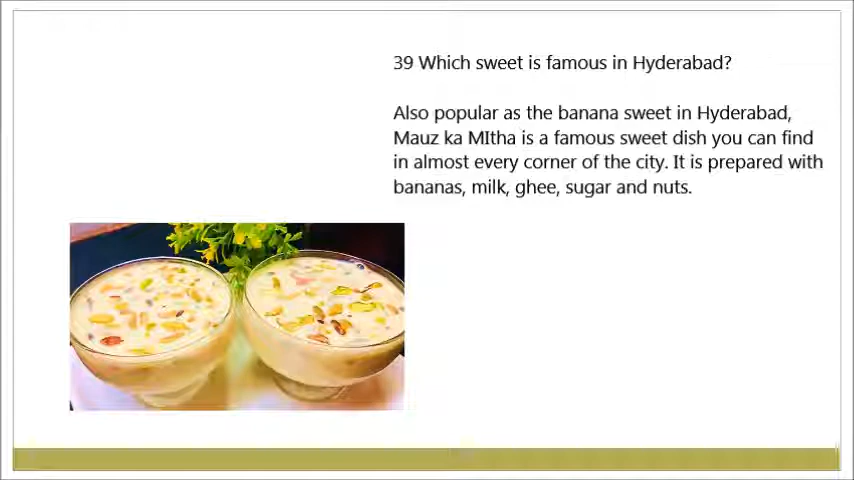 39 Which sweet is famous in Hyderabad?
Also popular as the banana sweet in Hyderabad,
Mauz ka MItha is a famous sweet dish you can find
in almost every corner of the city. It is prepared with
bananas, milk, ghee, sugar and nuts.